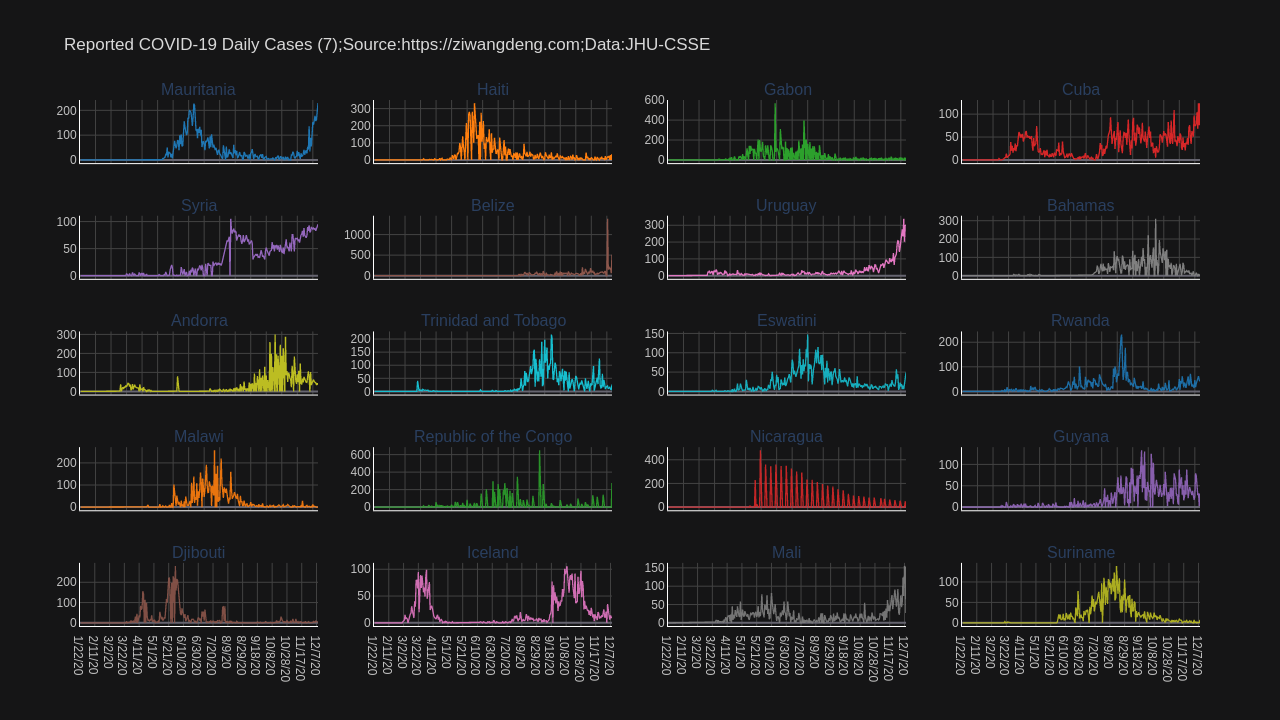 Reported COVID-19 Daily Cases (7);Source:https://ziwangdeng.com;Data:JHU-CSSE
Mauritania
Haiti
Gabon
Cuba
200
100
0
300
200
100
0
600
400
200
0
100
50
0
Syria
Belize
Uruguay
Bahamas
100
50
0
1000
500
0
300
200
100
0
300
200
100
0
Andorra
Trinidad and Tobago
Eswatini
Rwanda
300
200
100
0
200
150
100
50
0
150
100
50
0
200
100
0
Malawi
Republic of the Congo
Nicaragua
Guyana
200
100
0
600
400
200
0
400
200
0
100
50
0
Djibouti
Iceland
Mali
Suriname
200
100
0
100
50
0
150
100
50
0
100
50
0
1/22/20 2/11/20 3/2/20 3/22/20 4/11/20 5/1/20 5/21/20 6/10/20 6/30/20 7/20/20 8/9/20 8/29/20 9/18/20 10/8/20 10/28/20 11/17/20 12/7/20
1/22/20 2/11/20 3/2/20 3/22/20 4/11/20 5/1/20 5/21/20 6/10/20 6/30/20 7/20/20 8/9/20 8/29/20 9/18/20 10/8/20 10/28/20 11/17/20 12/7/20
1/22/20 2/11/20 3/2/20 3/22/20 4/11/20 5/1/20 5/21/20 6/10/20 6/30/20 7/20/20 8/9/20 8/29/20 9/18/20 10/8/20 10/28/20 11/17/20 12/7/20
1/22/20 2/11/20 3/2/20 3/22/20 4/11/20 5/1/20 5/21/20 6/10/20 6/30/20 7/20/20 8/9/20 8/29/20 9/18/20 10/8/20 10/28/20 11/17/20 12/7/20